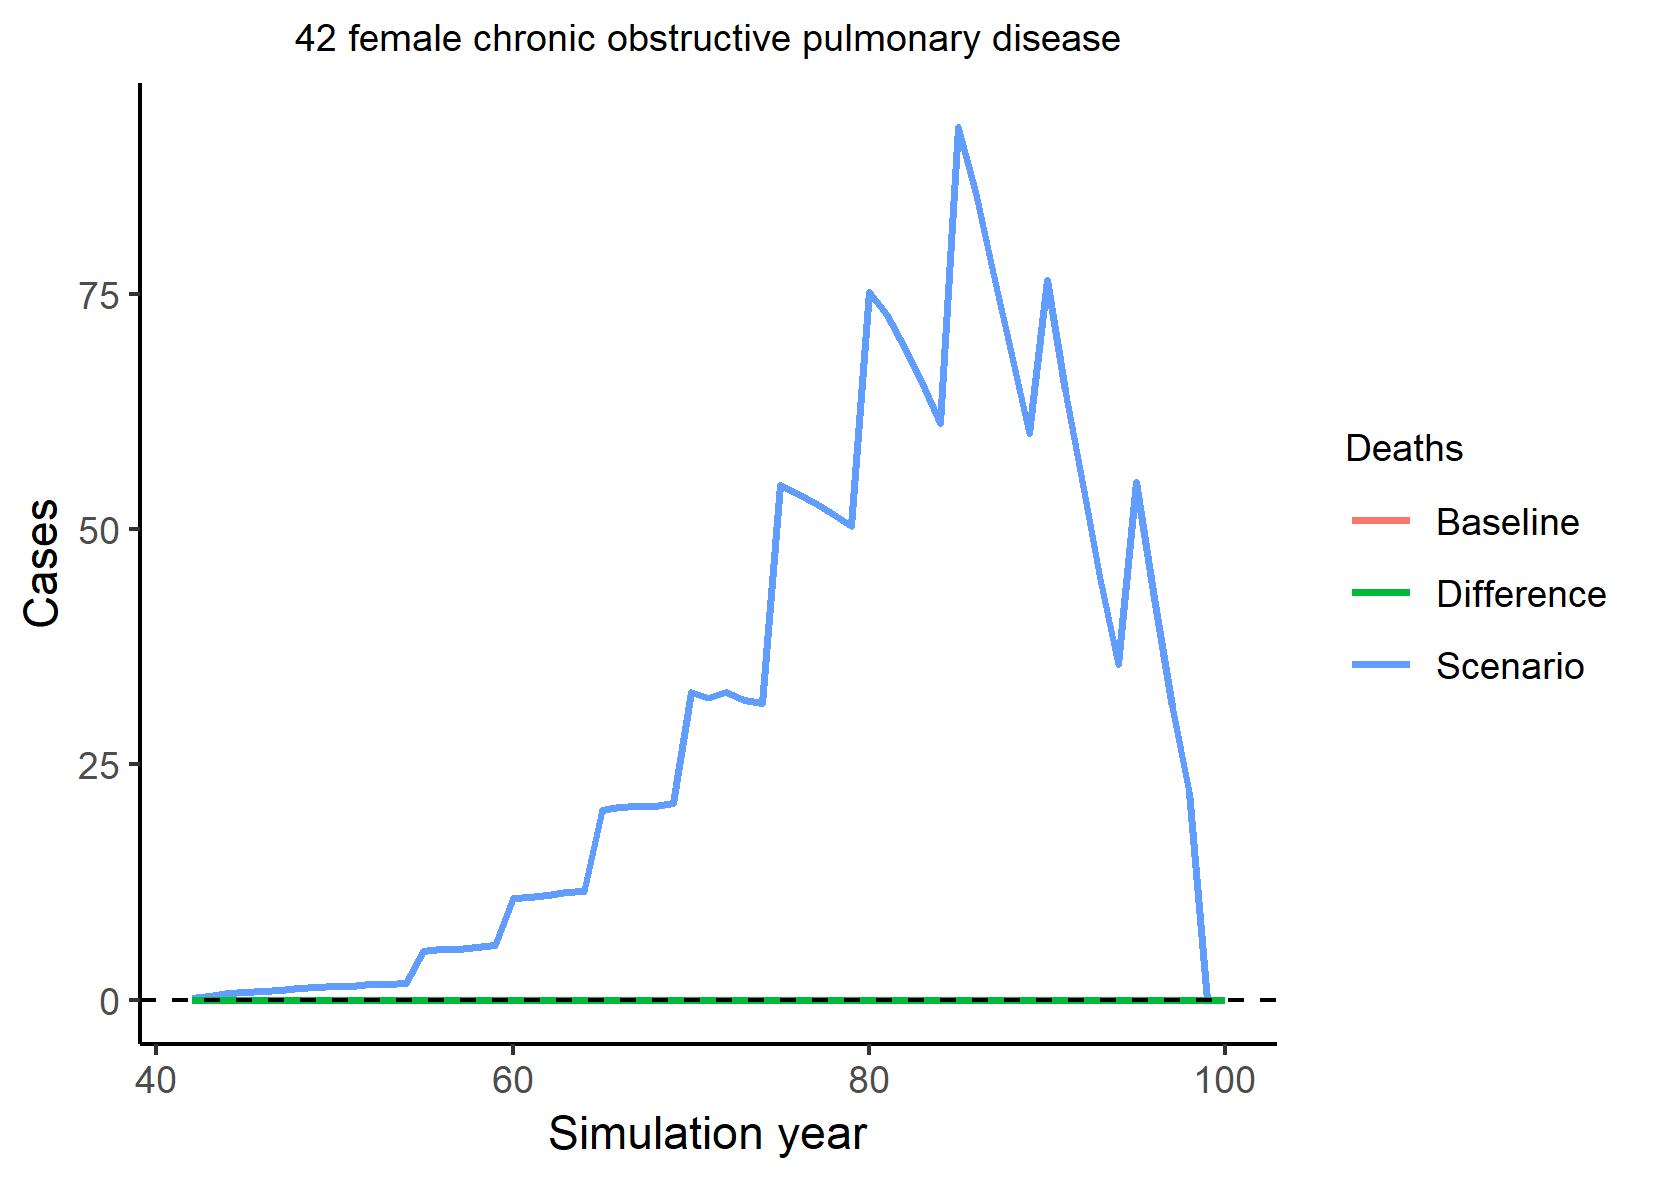 42 female chronic obstructive pulmonary disease
Cases
75
50
25
0
40 60 80 100
Simulation year
Deaths
Baseline
Difference
Scenario